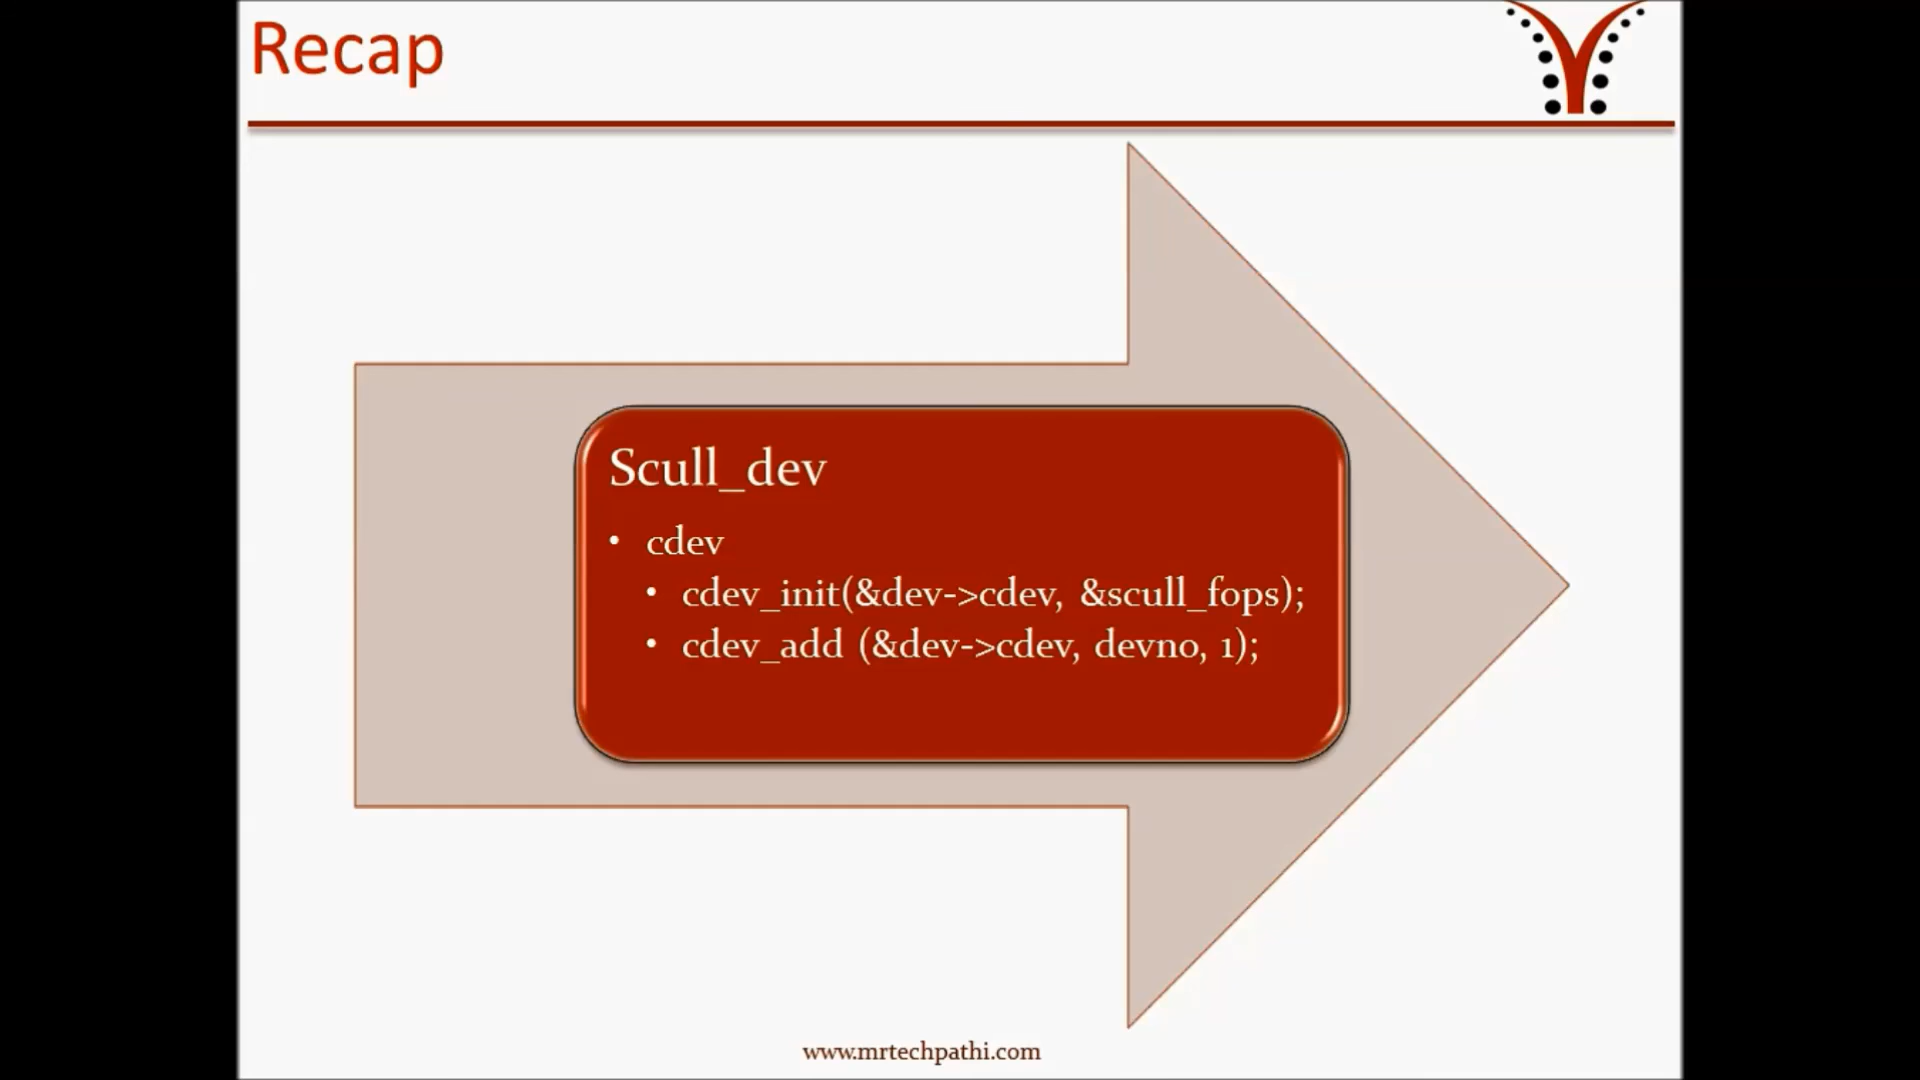 Recap
Scull_dev
• cdev
• cdev_init(&dev->cdev, &scull_fops);
• cdev_add (&dev->cdev, devno, 1);
www.mrtechpathi.com